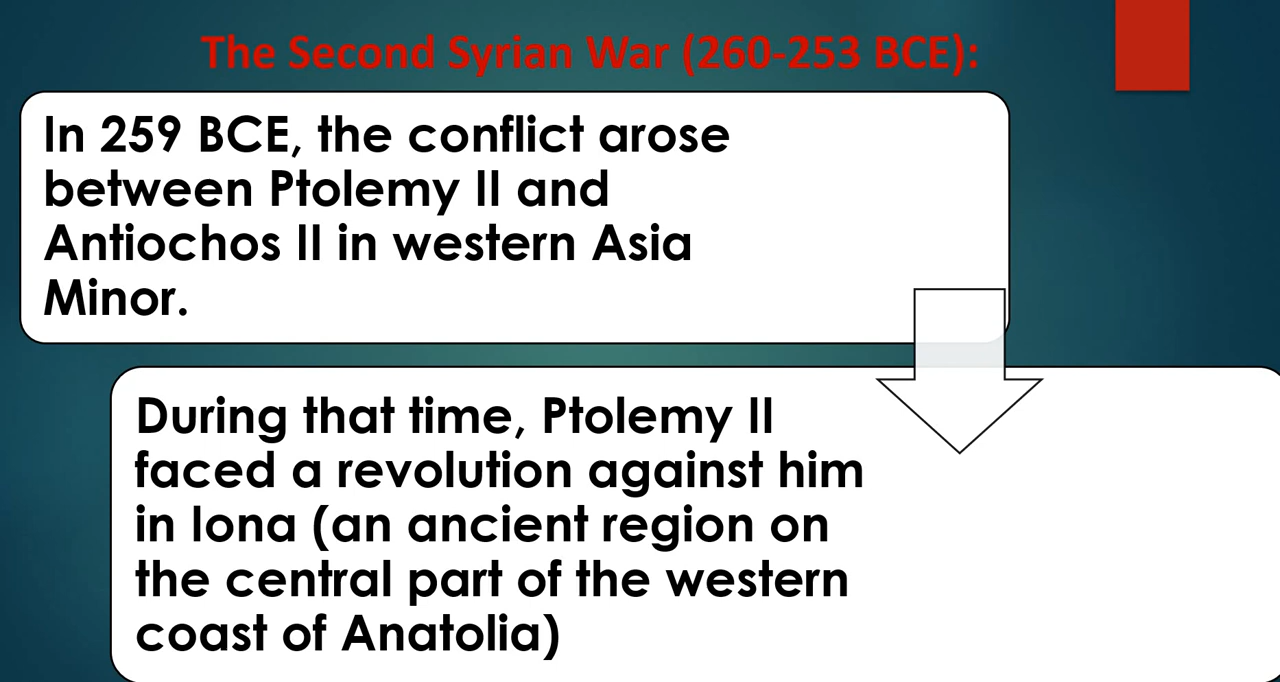 The Second Syrian War (260-253 BCE):
In 259 BCE, the conflict arose
between Ptolemy II and
Antiochos II in western Asia
Minor.
During that time, Ptolemy II
faced a revolution against him
in Iona (an ancient region on
the central part of the western
coast of Anatolia)